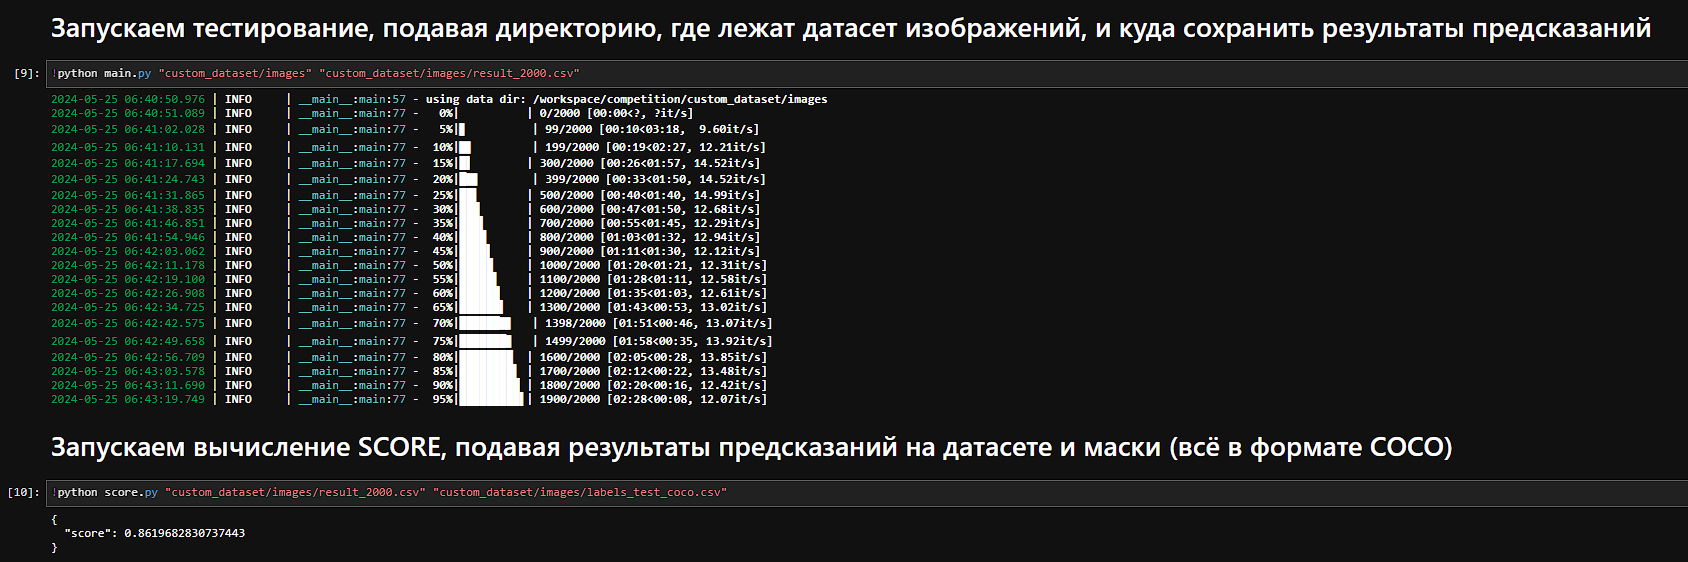 Запускаем тестирование, подавая директорию, где лежат датасет изображений, и куда сохранить результаты предсказаний
[9]: !python main.py "custom_dataset/images" "custom_dataset/images/result_2000.csv"
2024-05-25 06:40:50.976 | INFO     | __main__:main:57 - using data dir: /workspace/competition/custom_dataset/images
2024-05-25 06:40:51.089 | INFO     | __main__:main:77 -   0%|          | 0/2000 [00:00<?, ?it/s]
2024-05-25 06:41:02.028 | INFO     | __main__:main:77 -   5%|▍         | 99/2000 [00:10<03:18,  9.60it/s]
2024-05-25 06:41:10.131 | INFO     | __main__:main:77 -  10%|▉         | 199/2000 [00:19<02:27, 12.21it/s]
2024-05-25 06:41:17.694 | INFO     | __main__:main:77 -  15%|█▌        | 300/2000 [00:26<01:57, 14.52it/s]
2024-05-25 06:41:24.743 | INFO     | __main__:main:77 -  20%|█▉        | 399/2000 [00:33<01:50, 14.52it/s]
2024-05-25 06:41:31.865 | INFO     | __main__:main:77 -  25%|██▌       | 500/2000 [00:40<01:40, 14.99it/s]
2024-05-25 06:41:38.835 | INFO     | __main__:main:77 -  30%|███       | 600/2000 [00:47<01:50, 12.68it/s]
2024-05-25 06:41:46.851 | INFO     | __main__:main:77 -  35%|███▌      | 700/2000 [00:55<01:45, 12.29it/s]
2024-05-25 06:41:54.946 | INFO     | __main__:main:77 -  40%|████      | 800/2000 [01:03<01:32, 12.94it/s]
2024-05-25 06:42:03.062 | INFO     | __main__:main:77 -  45%|████▌     | 900/2000 [01:11<01:30, 12.12it/s]
2024-05-25 06:42:11.178 | INFO     | __main__:main:77 -  50%|█████     | 1000/2000 [01:20<01:21, 12.31it/s]
2024-05-25 06:42:19.100 | INFO     | __main__:main:77 -  55%|█████▌    | 1100/2000 [01:28<01:11, 12.58it/s]
2024-05-25 06:42:26.908 | INFO     | __main__:main:77 -  60%|██████    | 1200/2000 [01:35<01:03, 12.61it/s]
2024-05-25 06:42:34.725 | INFO     | __main__:main:77 -  65%|██████▌   | 1300/2000 [01:43<00:53, 13.02it/s]
2024-05-25 06:42:42.575 | INFO     | __main__:main:77 -  70%|██████▉   | 1398/2000 [01:51<00:46, 13.07it/s]
2024-05-25 06:42:49.658 | INFO     | __main__:main:77 -  75%|███████▍  | 1499/2000 [01:58<00:35, 13.92it/s]
2024-05-25 06:42:56.709 | INFO     | __main__:main:77 -  80%|████████  | 1600/2000 [02:05<00:28, 13.85it/s]
2024-05-25 06:43:03.578 | INFO     | __main__:main:77 -  85%|████████▌ | 1700/2000 [02:12<00:22, 13.48it/s]
2024-05-25 06:43:11.690 | INFO     | __main__:main:77 -  90%|█████████ | 1800/2000 [02:20<00:16, 12.42it/s]
2024-05-25 06:43:19.749 | INFO     | __main__:main:77 -  95%|█████████▌| 1900/2000 [02:28<00:08, 12.07it/s]
Запускаем вычисление SCORE, подавая результаты предсказаний на датасете и маски (всё в формате COCO)
[10]: !python score.py "custom_dataset/images/result_2000.csv" "custom_dataset/images/labels_test_coco.csv"
{
  "score": 0.8619682830737443
}